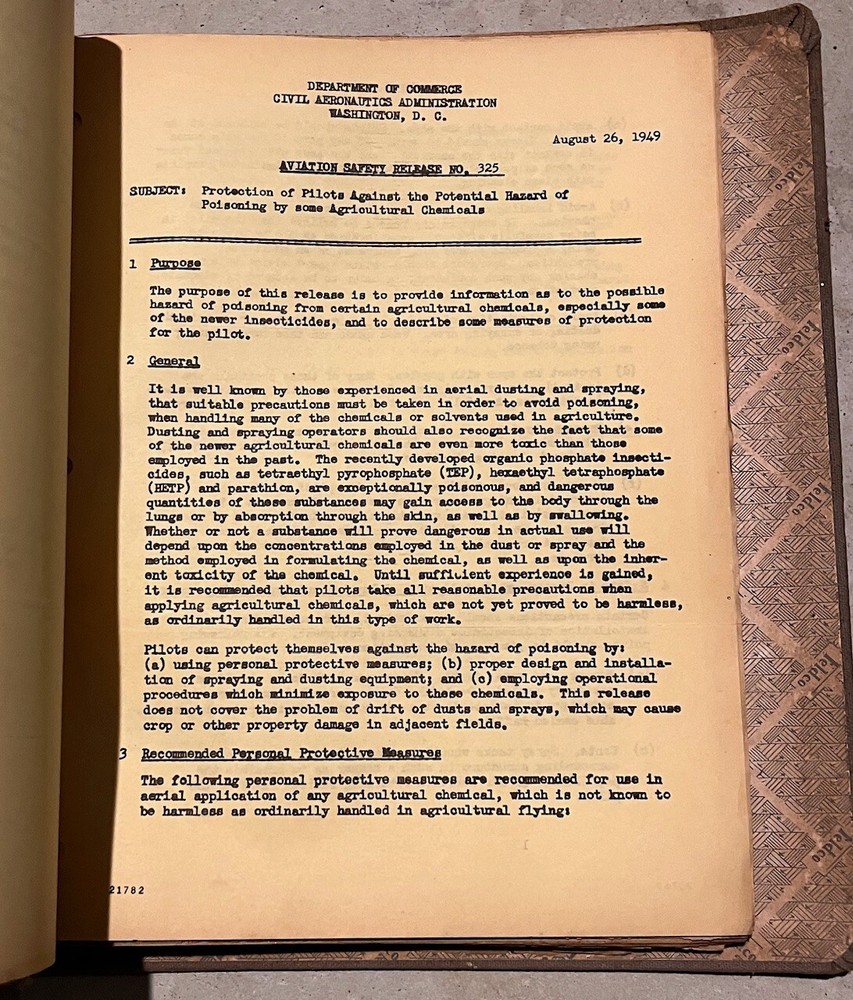 DEPARTMENT OF COMMERCE
CIVIL AERONAUTICS ADMINISTRATION
WASHINGTON, D. C.
August 26, 1949
AVIATION SAFETY RELEASE NO. 325
SUBJECT: Protection of Pilots Against the Potential Hazard of
Poisoning by some Agricultural Chemicals
1 Purpose
The purpose of this release is to provide information as to the possible
hazard of poisoning from certain agricultural chemicals, especially some
of the newer insecticides, and to describe some measures of protection
for the pilot.
2 General
It is well known by those experienced in aerial dusting and spraying,
that suitable precautions must be taken in order to avoid poisoning,
when handling many of the chemicals or solvents used in agriculture.
Dusting and spraying operators should also recognize the fact that some
of the newer agricultural chemicals are even more toxic than those
employed in the past. The recently developed organic phosphate insecti-
cides, such as tetraethyl pyrophosphate (TEP), hexaethyl tetraphosphate
(HETP) and parathion, are exceptionally poisonous, and dangerous
quantities of these substances may gain access to the body through the
lungs or by absorption through the skin, as well as by swallowing.
Whether or not a substance will prove dangerous in actual use will
depend upon the concentrations employed in the dust or spray and the
method employed in formulating the chemical, as well as upon the inher-
ent toxicity of the chemical. Until sufficient experience is gained,
it is recommended that pilots take all reasonable precautions when
applying agricultural chemicals, which are not yet proved to be harmless,
as ordinarily handled in this type of work.
Pilots can protect themselves against the hazard of poisoning by:
(a) using personal protective measures; (b) proper design and installa-
tion of spraying and dusting equipment; and (c) employing operational
procedures which minimize exposure to these chemicals. This release
does not cover the problem of drift of dusts and sprays, which may cause
crop or other property damage in adjacent fields.
3 Recommended Personal Protective Measures
The following personal protective measures are recommended for use in
aerial application of any agricultural chemical, which is not known to
be harmless as ordinarily handled in agricultural flying:
21782
feldco
feldco
feldco
feldco
feldco